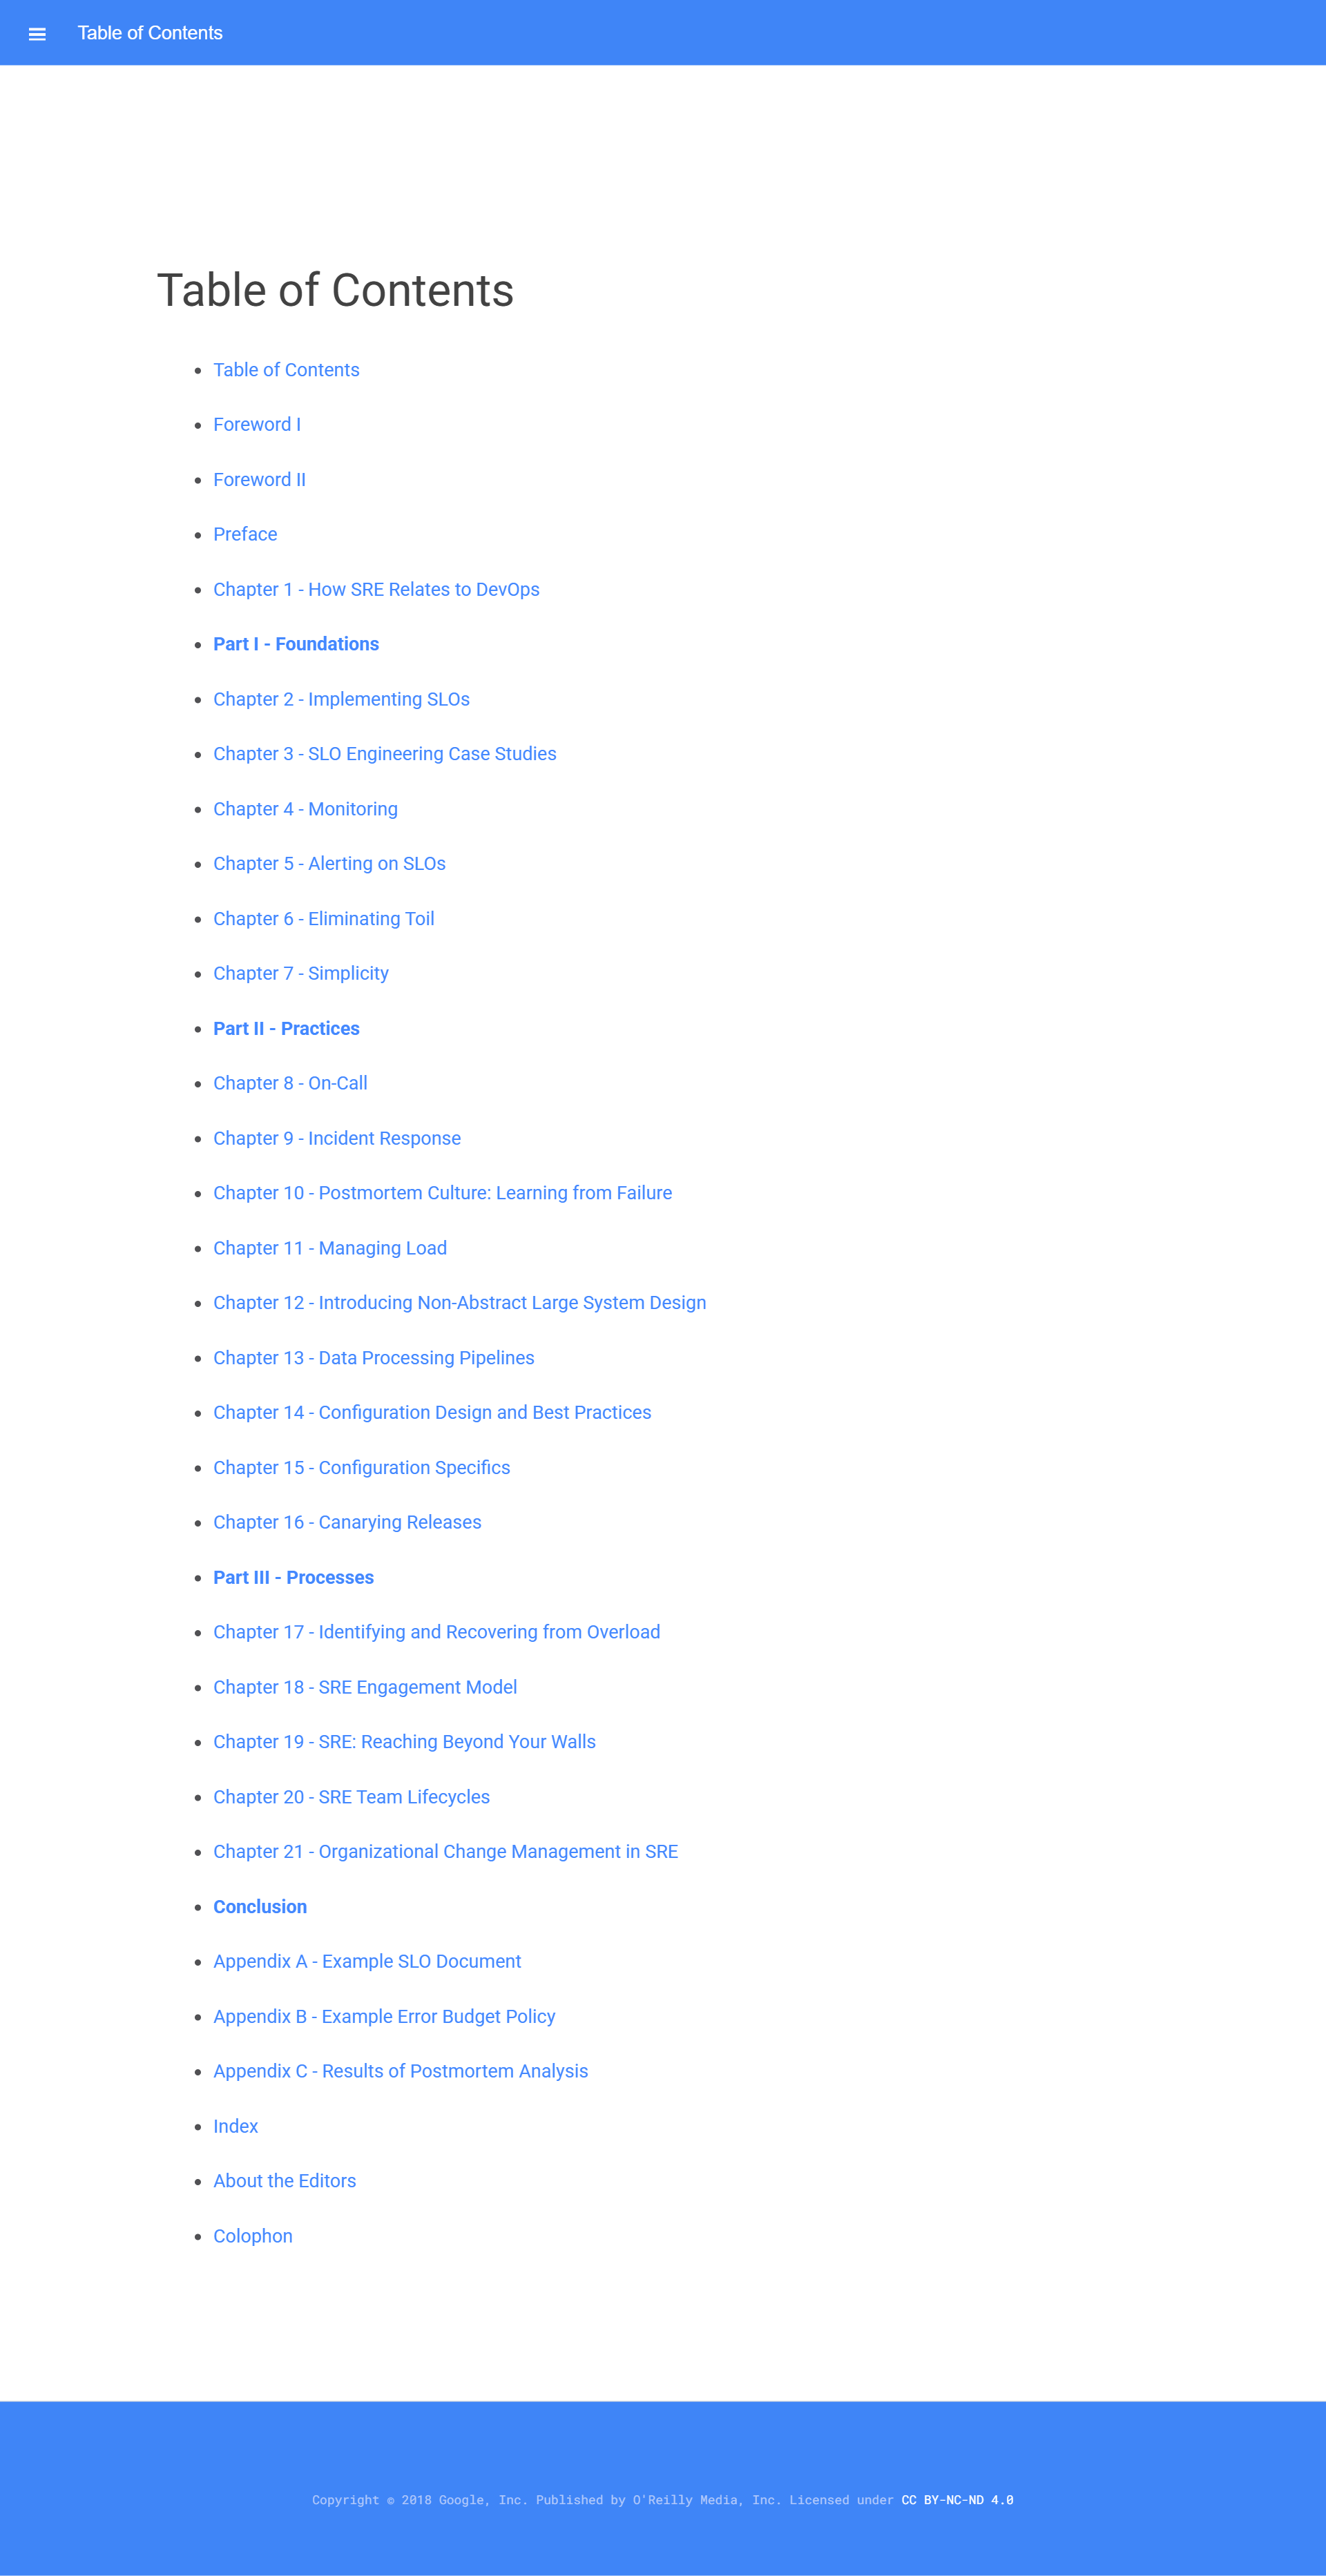 Table of Contents
Table of Contents
Table of Contents
Foreword I
Foreword II
Preface
Chapter 1 - How SRE Relates to DevOps
Part I - Foundations
Chapter 2 - Implementing SLOs
Chapter 3 - SLO Engineering Case Studies
Chapter 4 - Monitoring
Chapter 5 - Alerting on SLOs
Chapter 6 - Eliminating Toil
Chapter 7 - Simplicity
Part II - Practices
Chapter 8 - On-Call
Chapter 9 - Incident Response
Chapter 10 - Postmortem Culture: Learning from Failure
Chapter 11 - Managing Load
Chapter 12 - Introducing Non-Abstract Large System Design
Chapter 13 - Data Processing Pipelines
Chapter 14 - Configuration Design and Best Practices
Chapter 15 - Configuration Specifics
Chapter 16 - Canarying Releases
Part III - Processes
Chapter 17 - Identifying and Recovering from Overload
Chapter 18 - SRE Engagement Model
Chapter 19 - SRE: Reaching Beyond Your Walls
Chapter 20 - SRE Team Lifecycles
Chapter 21 - Organizational Change Management in SRE
Conclusion
Appendix A - Example SLO Document
Appendix B - Example Error Budget Policy
Appendix C - Results of Postmortem Analysis
Index
About the Editors
Colophon
Copyright © 2018 Google, Inc. Published by O'Reilly Media, Inc. Licensed under CC BY-NC-ND 4.0